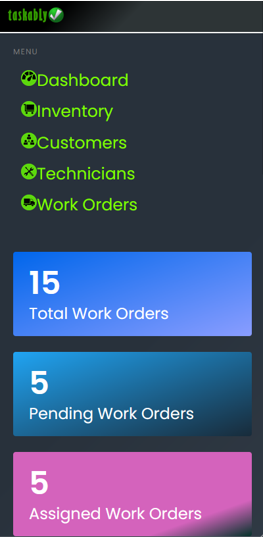 taskably
MENU
Dashboard
Inventory
Customers
Technicians
Work Orders
15
Total Work Orders
5
Pending Work Orders
5
Assigned Work Orders